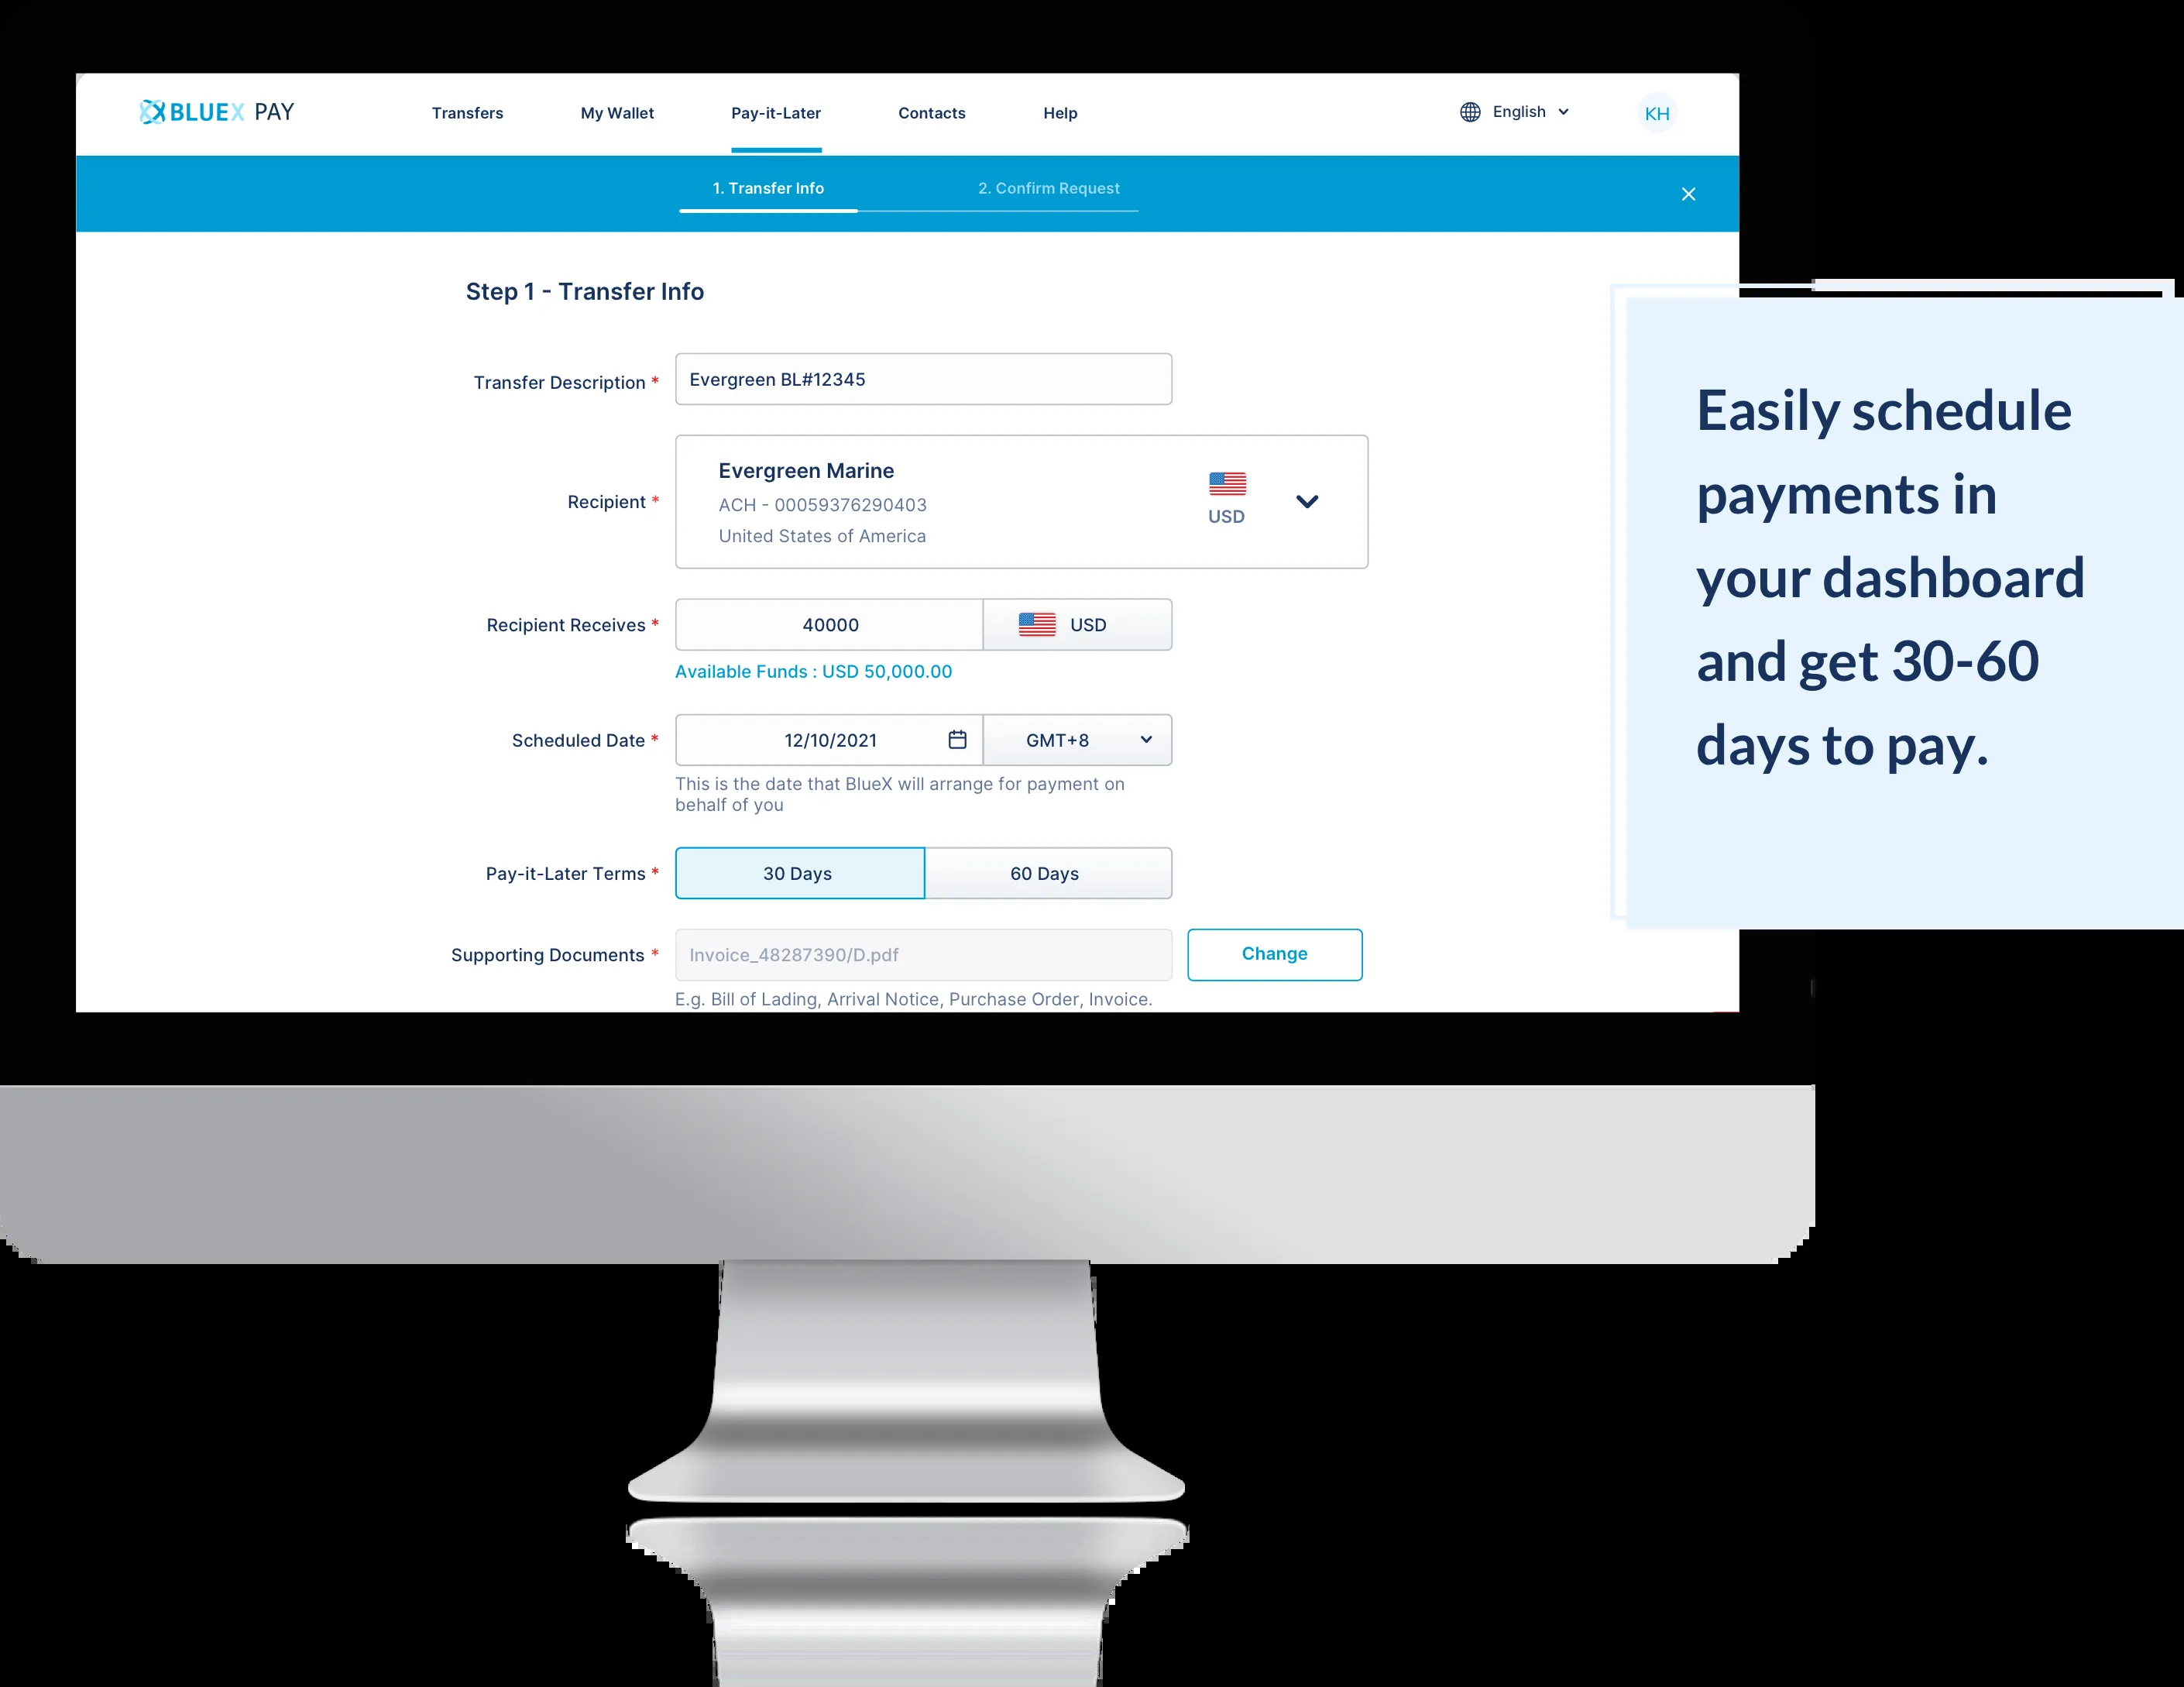 BLUEX PAY
Transfers
My Wallet
Pay-it-Later
Contacts
Help
English
KH
1. Transfer Info
2. Confirm Request
Step 1 - Transfer Info
Transfer Description *
Evergreen BL#12345
Recipient *
Evergreen Marine
ACH - 00059376290403
United States of America
USD
Recipient Receives *
40000
USD
Available Funds : USD 50,000.00
Scheduled Date *
12/10/2021
GMT+8
This is the date that BlueX will arrange for payment on
behalf of you
Pay-it-Later Terms *
30 Days
60 Days
Supporting Documents *
Invoice_48287390/D.pdf
Change
E.g. Bill of Lading, Arrival Notice, Purchase Order, Invoice.
Easily schedule
payments in
your dashboard
and get 30-60
days to pay.